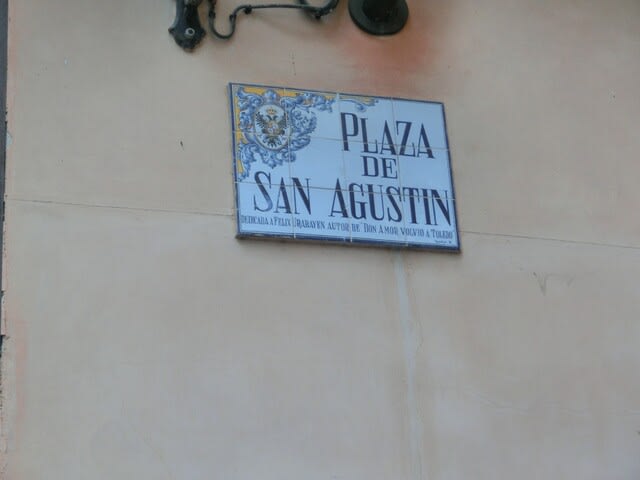 PLAZA
DE
SAN AGUSTIN
DEDICADA A FELIX URABAYEN AUTOR DE "DON AMOR VOLVIO A TOLEDO"